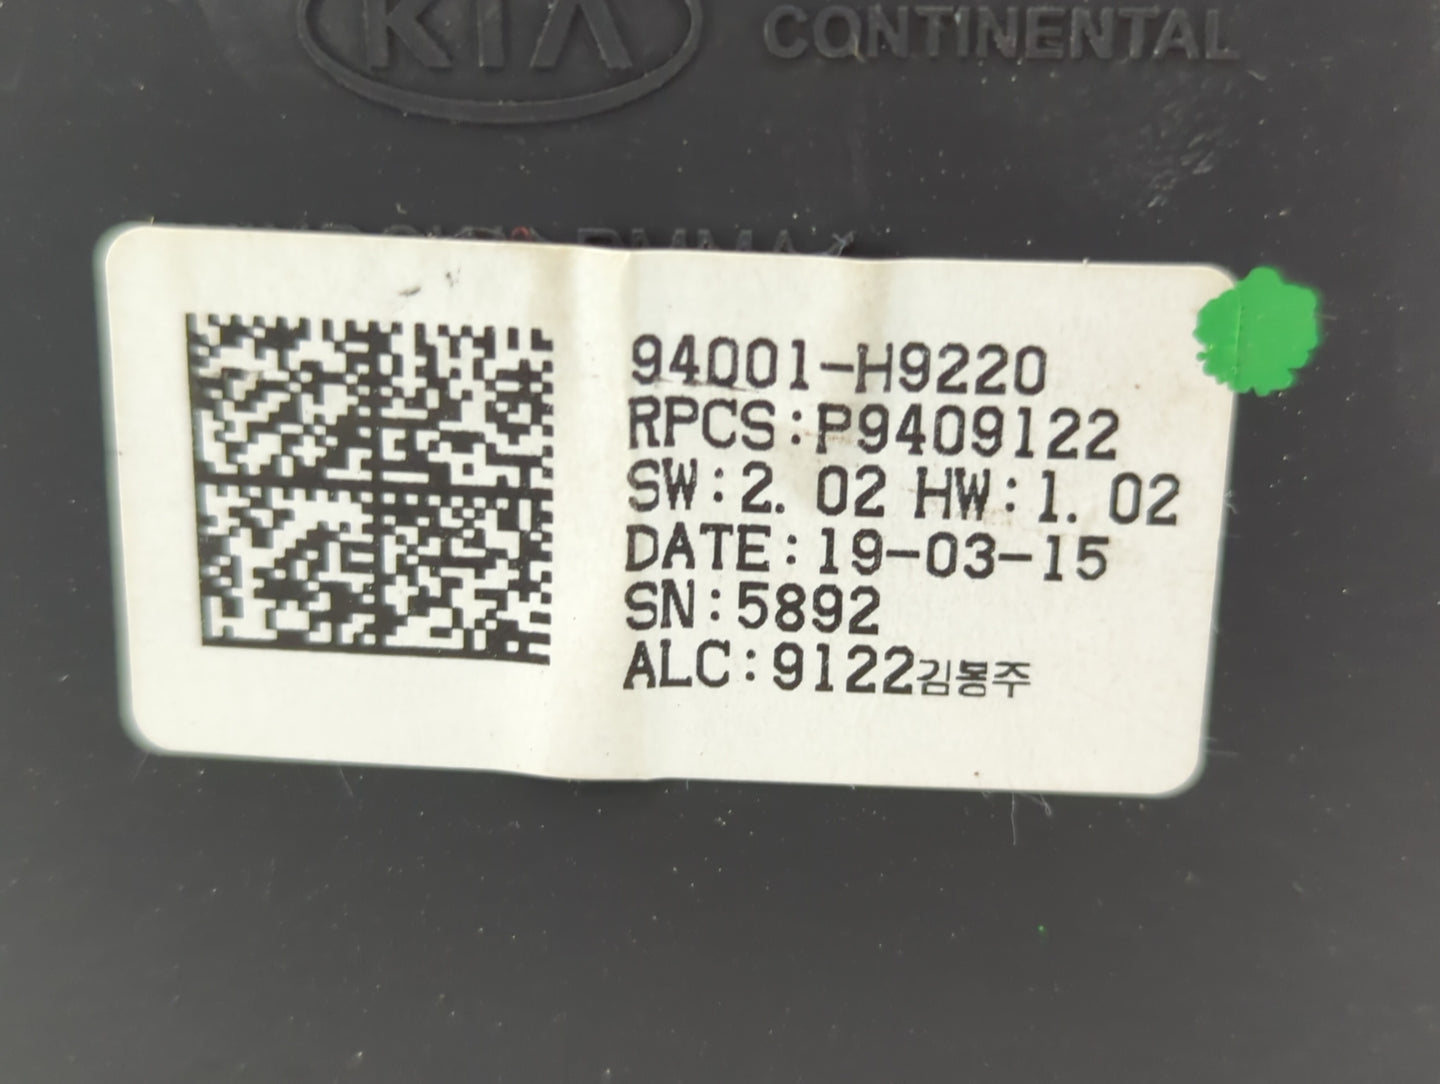 KIA
CONTINENTAL
94001-H9220
RPCS:P9409122
SW:2. 02 HW:1. 02
DATE:19-03-15
SN:5892
ALC:9122김봉주